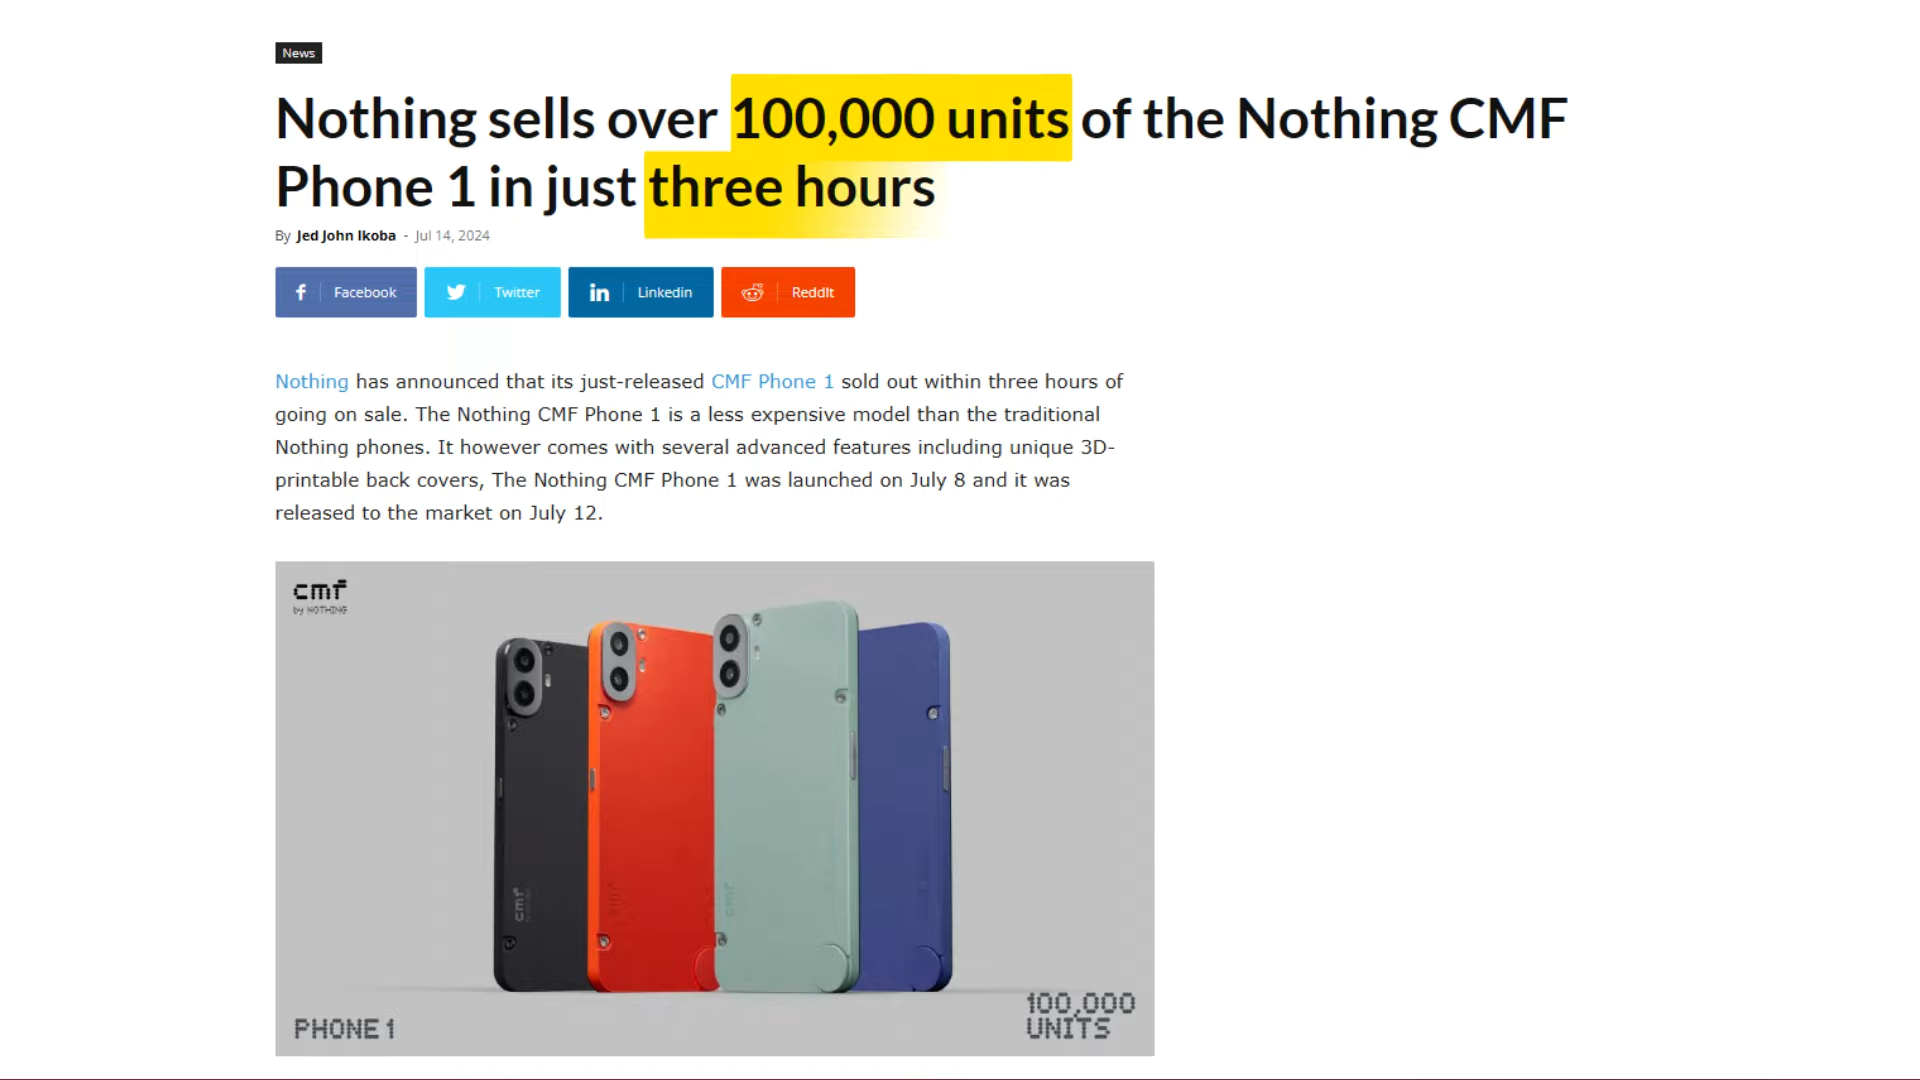 News
Nothing sells over 100,000 units of the Nothing CMF
Phone 1 in just three hours
By Jed John Ikoba - Jul 14, 2024
Facebook
Twitter
Linkedin
ReddIt
Nothing has announced that its just-released CMF Phone 1 sold out within three hours of
going on sale. The Nothing CMF Phone 1 is a less expensive model than the traditional
Nothing phones. It however comes with several advanced features including unique 3D-
printable back covers, The Nothing CMF Phone 1 was launched on July 8 and it was
released to the market on July 12.
cmf
by NOTHING
cmf
cmf
cmf
PHONE 1
100,000
UNITS